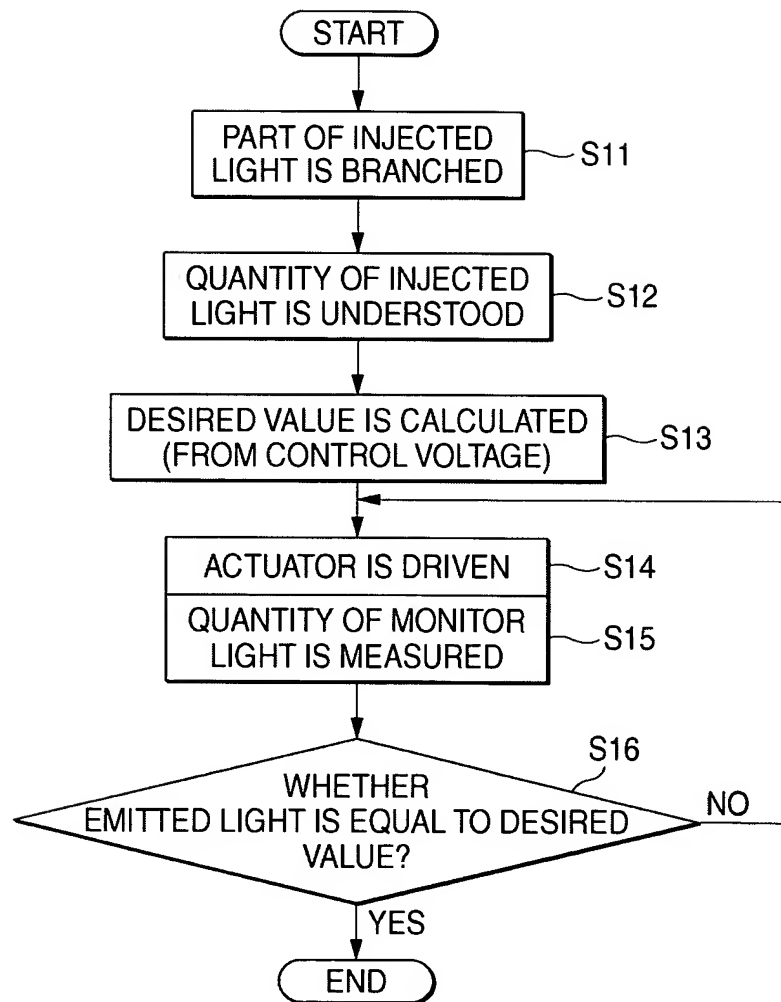 START
PART OF INJECTED
LIGHT IS BRANCHED
S11
QUANTITY OF INJECTED
LIGHT IS UNDERSTOOD
S12
DESIRED VALUE IS CALCULATED
(FROM CONTROL VOLTAGE)
S13
ACTUATOR IS DRIVEN
S14
QUANTITY OF MONITOR
LIGHT IS MEASURED
S15
S16
WHETHER
EMITTED LIGHT IS EQUAL TO DESIRED
VALUE?
NO
YES
END